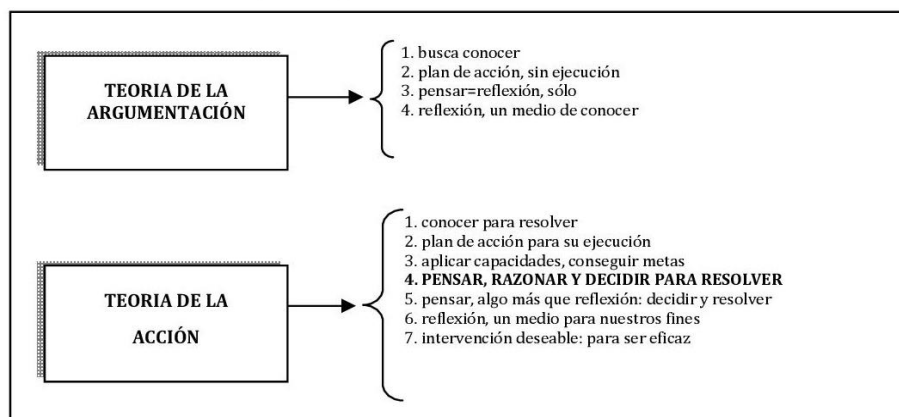 TEORIA DE LA
ARGUMENTACIÓN
1. busca conocer
2. plan de acción, sin ejecución
3. pensar=reflexión, sólo
4. reflexión, un medio de conocer
TEORIA DE LA
ACCIÓN
1. conocer para resolver
2. plan de acción para su ejecución
3. aplicar capacidades, conseguir metas
4. PENSAR, RAZONAR Y DECIDIR PARA RESOLVER
5. pensar, algo más que reflexión: decidir y resolver
6. reflexión, un medio para nuestros fines
7. intervención deseable: para ser eficaz